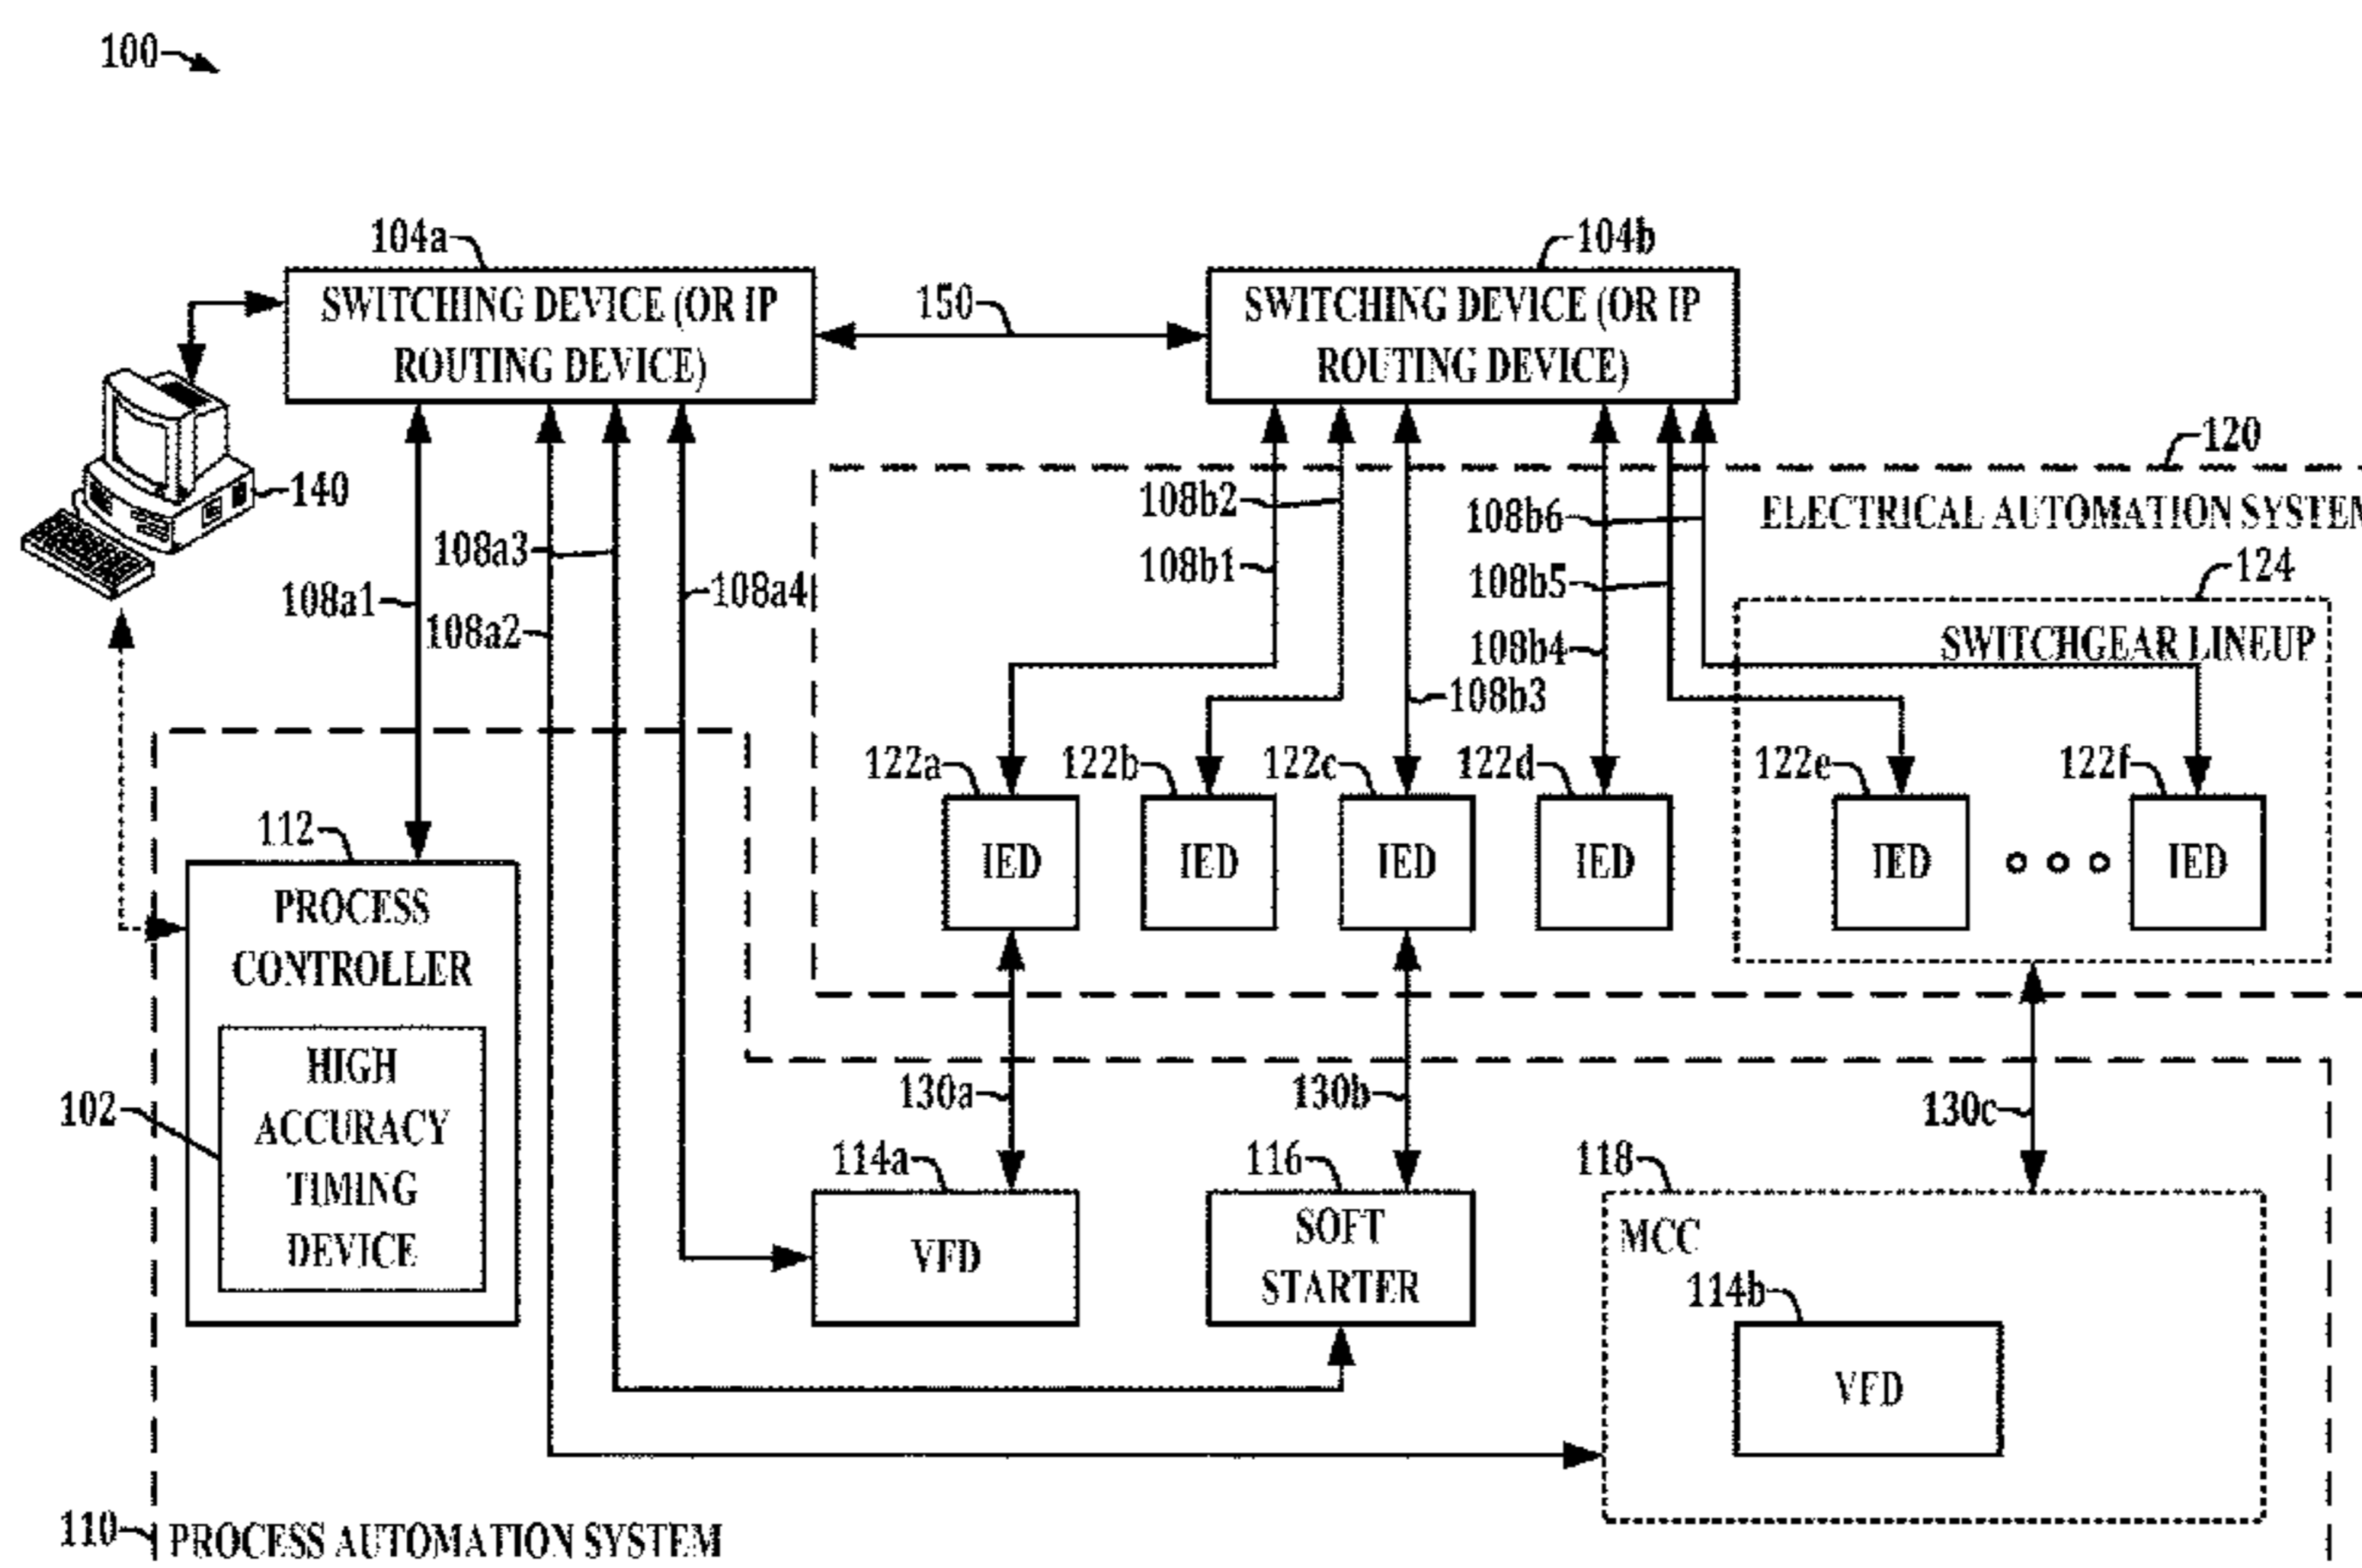 100
104a
104b
SWITCHING DEVICE (OR IP
ROUTING DEVICE)
150
SWITCHING DEVICE (OR IP
ROUTING DEVICE)
120
140
108b2
108b6
ELECTRICAL AUTOMATION SYSTEM
108a3
108b1
108b5
124
108a1
108a4
108a2
108b4
SWITCHGEAR LINEUP
108b3
122a
122b
122c
122d
122e
122f
112
IED
IED
IED
IED
IED
IED
PROCESS
CONTROLLER
HIGH
ACCURACY
TIMING
DEVICE
102
130a
130b
130c
114a
116
118
VFD
SOFT
STARTER
MCC
114b
VFD
110
PROCESS AUTOMATION SYSTEM